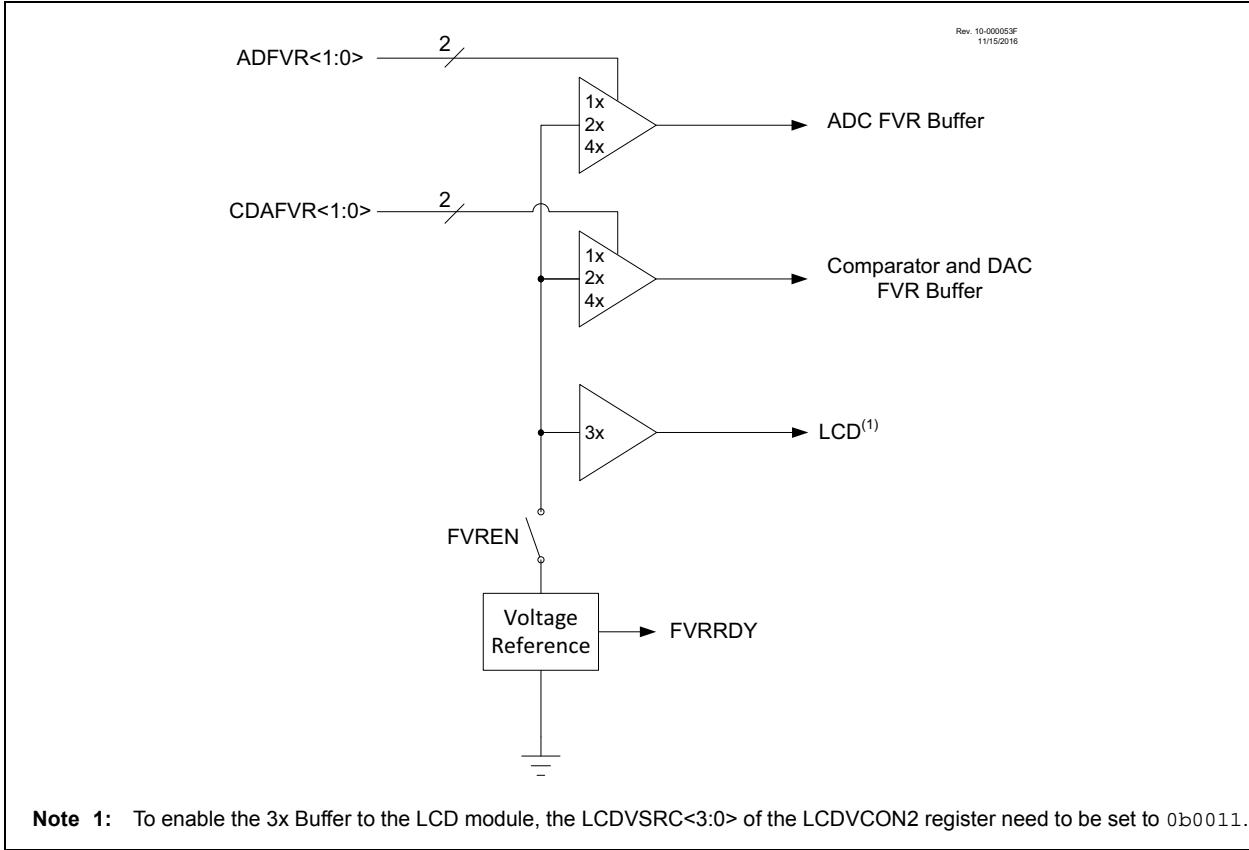 Rev. 10-000053F
11/15/2016
ADFVR<1:0>
2
1x
2x
4x
ADC FVR Buffer
CDAFVR<1:0>
2
1x
2x
4x
Comparator and DAC
FVR Buffer
3x
LCD(1)
FVREN
Voltage
Reference
FVRRDY
Note 1: To enable the 3x Buffer to the LCD module, the LCDVSRC<3:0> of the LCDVCON2 register need to be set to 0b0011.